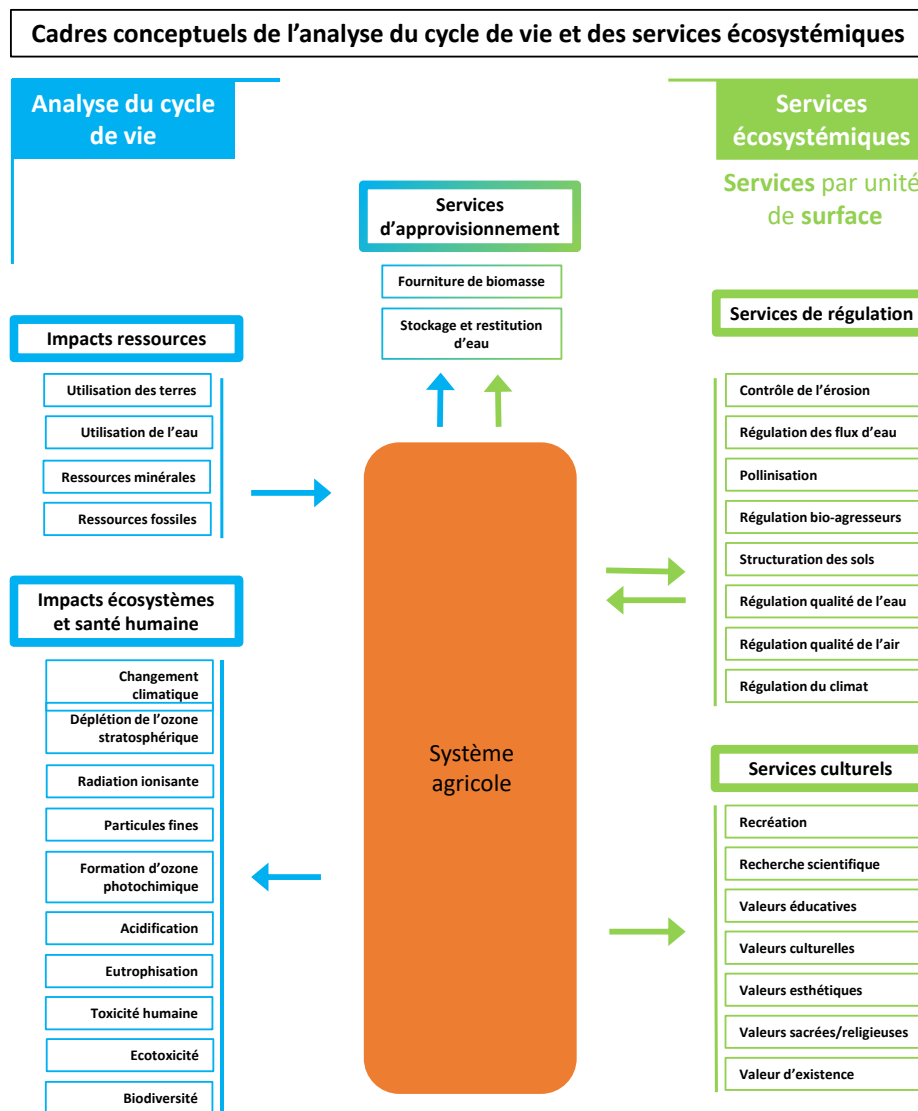 Cadres conceptuels de l’analyse du cycle de vie et des services écosystémiques
Analyse du cycle
de vie
Services
écosystémiques
Services par unité
de surface
Services
d’approvisionnement
Fourniture de biomasse
Stockage et restitution
d’eau
Impacts ressources
Utilisation des terres
Utilisation de l’eau
Ressources minérales
Ressources fossiles
Impacts écosystèmes
et santé humaine
Changement
climatique
Déplétion de l’ozone
stratosphérique
Radiation ionisante
Particules fines
Formation d’ozone
photochimique
Acidification
Eutrophisation
Toxicité humaine
Ecotoxicité
Biodiversité
Système
agricole
Services de régulation
Contrôle de l’érosion
Régulation des flux d’eau
Pollinisation
Régulation bio-agresseurs
Structuration des sols
Régulation qualité de l’eau
Régulation qualité de l’air
Régulation du climat
Services culturels
Recréation
Recherche scientifique
Valeurs éducatives
Valeurs culturelles
Valeurs esthétiques
Valeurs sacrées/religieuses
Valeur d’existence